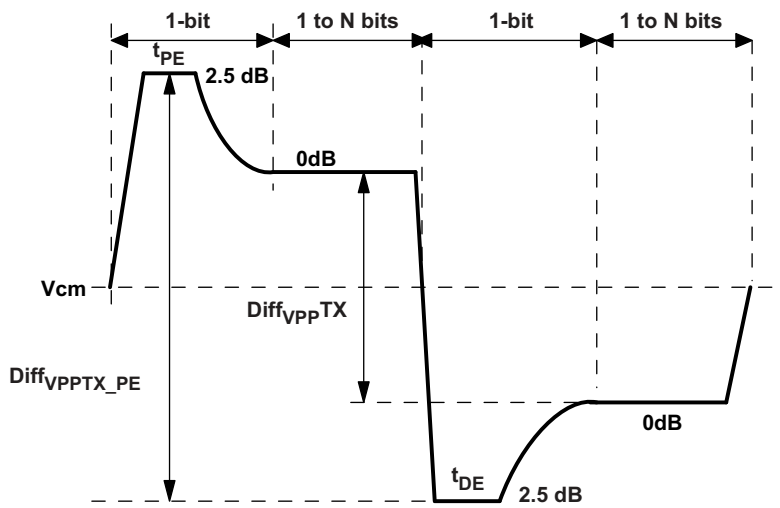 1-bit
1 to N bits
1-bit
1 to N bits
tPE
2.5 dB
0dB
Vcm
DiffVPPTX
DiffVPPTX_PE
0dB
tDE
2.5 dB